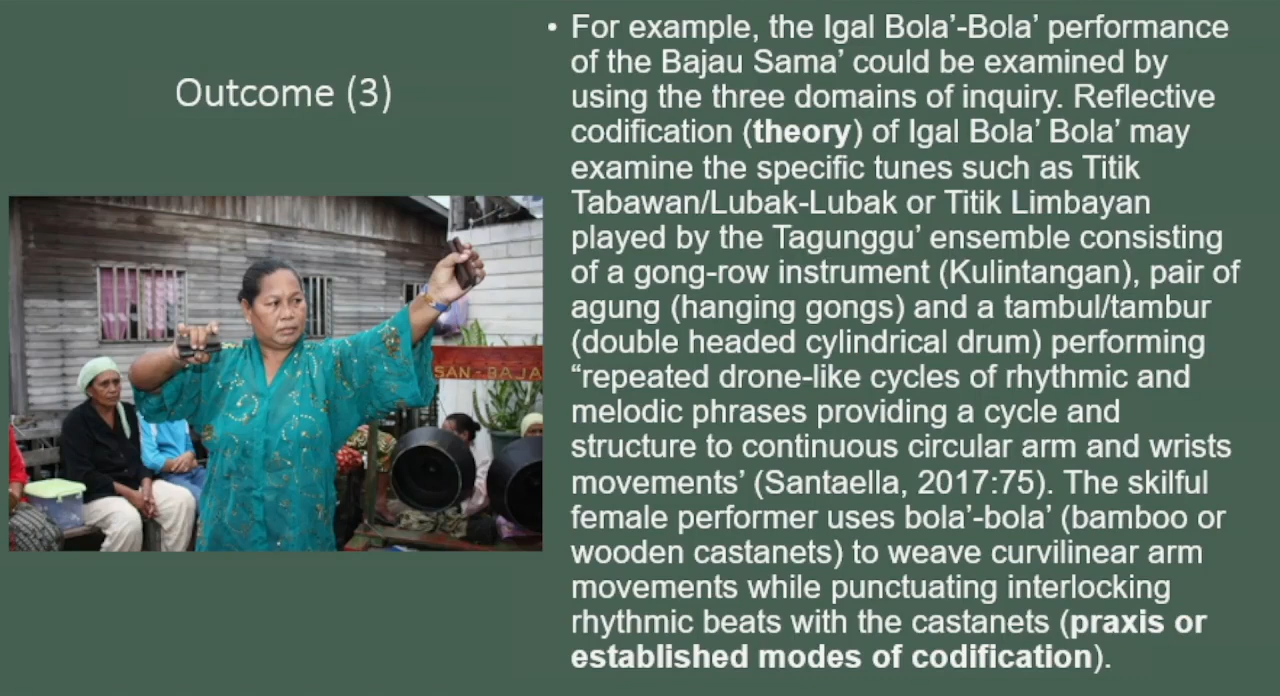 Outcome (3)
• For example, the Igal Bola’-Bola’ performance
of the Bajau Sama’ could be examined by
using the three domains of inquiry. Reflective
codification (theory) of Igal Bola’ Bola’ may
examine the specific tunes such as Titik
Tabawan/Lubak-Lubak or Titik Limbayan
played by the Tagunggu’ ensemble consisting
of a gong-row instrument (Kulintangan), pair of
agung (hanging gongs) and a tambul/tambur
(double headed cylindrical drum) performing
“repeated drone-like cycles of rhythmic and
melodic phrases providing a cycle and
structure to continuous circular arm and wrists
movements’ (Santaella, 2017:75). The skilful
female performer uses bola’-bola’ (bamboo or
wooden castanets) to weave curvilinear arm
movements while punctuating interlocking
rhythmic beats with the castanets (praxis or
established modes of codification).
SAN-BAJA